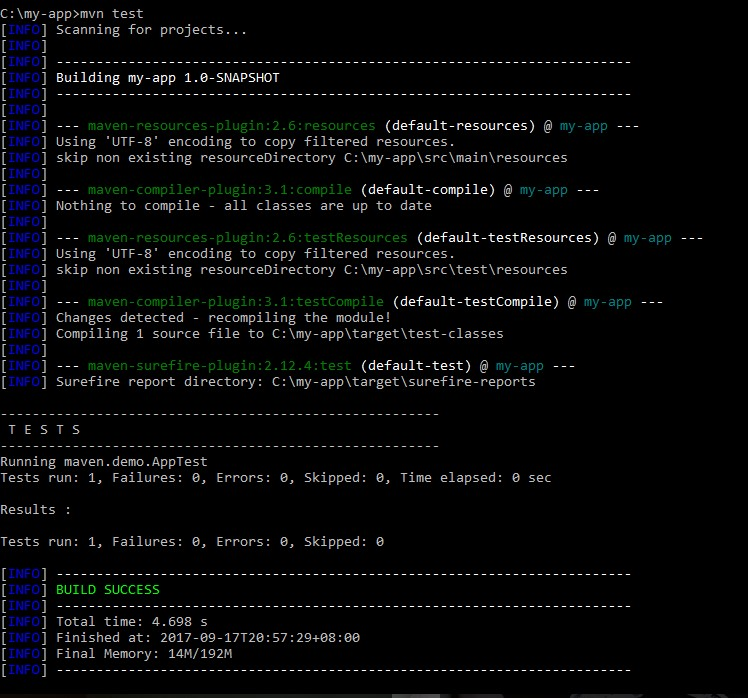 C:\my-app>mvn test
[INFO] Scanning for projects...
[INFO]
[INFO] ------------------------------------------------------------------------
[INFO] Building my-app 1.0-SNAPSHOT
[INFO] ------------------------------------------------------------------------
[INFO]
[INFO] --- maven-resources-plugin:2.6:resources (default-resources) @ my-app ---
[INFO] Using 'UTF-8' encoding to copy filtered resources.
[INFO] skip non existing resourceDirectory C:\my-app\src\main\resources
[INFO]
[INFO] --- maven-compiler-plugin:3.1:compile (default-compile) @ my-app ---
[INFO] Nothing to compile - all classes are up to date
[INFO]
[INFO] --- maven-resources-plugin:2.6:testResources (default-testResources) @ my-app ---
[INFO] Using 'UTF-8' encoding to copy filtered resources.
[INFO] skip non existing resourceDirectory C:\my-app\src\test\resources
[INFO]
[INFO] --- maven-compiler-plugin:3.1:testCompile (default-testCompile) @ my-app ---
[INFO] Changes detected - recompiling the module!
[INFO] Compiling 1 source file to C:\my-app\target\test-classes
[INFO]
[INFO] --- maven-surefire-plugin:2.12.4:test (default-test) @ my-app ---
[INFO] Surefire report directory: C:\my-app\target\surefire-reports
-------------------------------------------------------
T E S T S
-------------------------------------------------------
Running maven.demo.AppTest
Tests run: 1, Failures: 0, Errors: 0, Skipped: 0, Time elapsed: 0 sec
Results :
Tests run: 1, Failures: 0, Errors: 0, Skipped: 0
[INFO] ------------------------------------------------------------------------
[INFO] BUILD SUCCESS
[INFO] ------------------------------------------------------------------------
[INFO] Total time: 4.698 s
[INFO] Finished at: 2017-09-17T20:57:29+08:00
[INFO] Final Memory: 14M/192M
[INFO] ------------------------------------------------------------------------